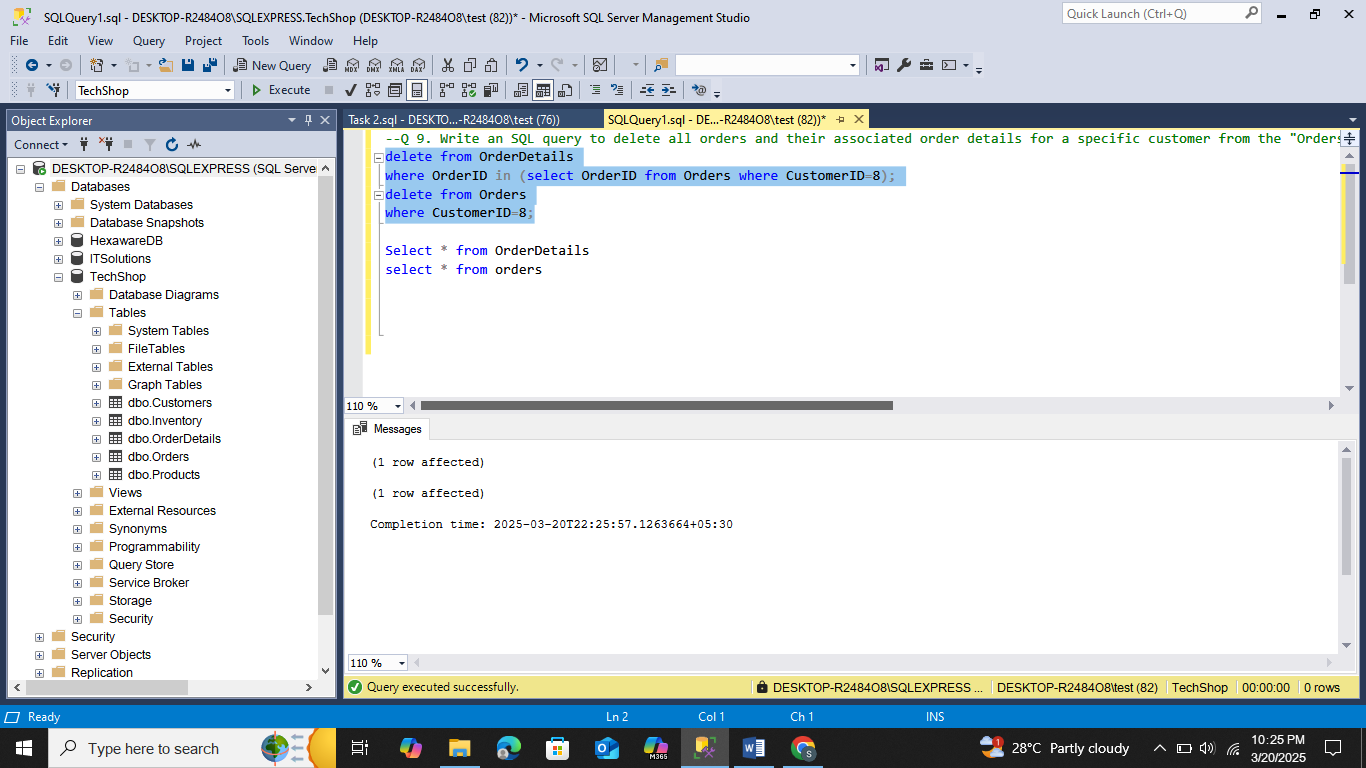 SQLQuery1.sql - DESKTOP-R2484O8\SQLEXPRESS.TechShop (DESKTOP-R2484O8\test (82))* - Microsoft SQL Server Management Studio
Quick Launch (Ctrl+Q)
File Edit View Query Project Tools Window Help
New Query MDX DMX XMLA DAX
TechShop Execute
Object Explorer
Connect
DESKTOP-R2484O8\SQLEXPRESS (SQL Serve
Databases
System Databases
Database Snapshots
HexawareDB
ITSolutions
TechShop
Database Diagrams
Tables
System Tables
FileTables
External Tables
Graph Tables
dbo.Customers
dbo.Inventory
dbo.OrderDetails
dbo.Orders
dbo.Products
Views
External Resources
Synonyms
Programmability
Query Store
Service Broker
Storage
Security
Security
Server Objects
Replication
Task 2.sql - DESKTO...-R2484O8\test (76))
SQLQuery1.sql - DE...-R2484O8\test (82))*
--Q 9. Write an SQL query to delete all orders and their associated order details for a specific customer from the "Orders
delete from OrderDetails
where OrderID in (select OrderID from Orders where CustomerID=8);
delete from Orders
where CustomerID=8;
Select * from OrderDetails
select * from orders
110 %
Messages
(1 row affected)
(1 row affected)
Completion time: 2025-03-20T22:25:57.1263664+05:30
110 %
Query executed successfully.
DESKTOP-R2484O8\SQLEXPRESS ... DESKTOP-R2484O8\test (82) TechShop 00:00:00 0 rows
Ready Ln 2 Col 1 Ch 1 INS
Type here to search
M365
28°C Partly cloudy
10:25 PM
3/20/2025